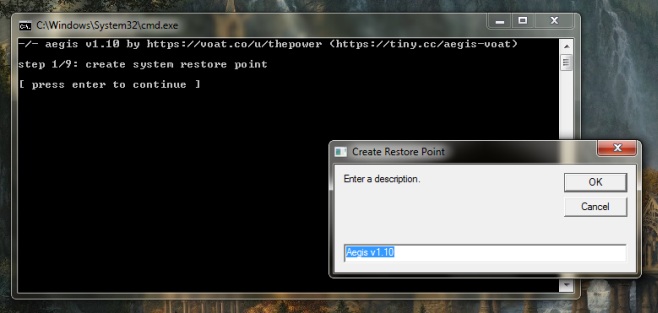 C:\Windows\System32\cmd.exe
-/- aegis v1.10 by https://voat.co/u/thepower (https://tiny.cc/aegis-voat)
step 1/9: create system restore point
[ press enter to continue ]
Create Restore Point
Enter a description.
OK
Cancel
Aegis v1.10